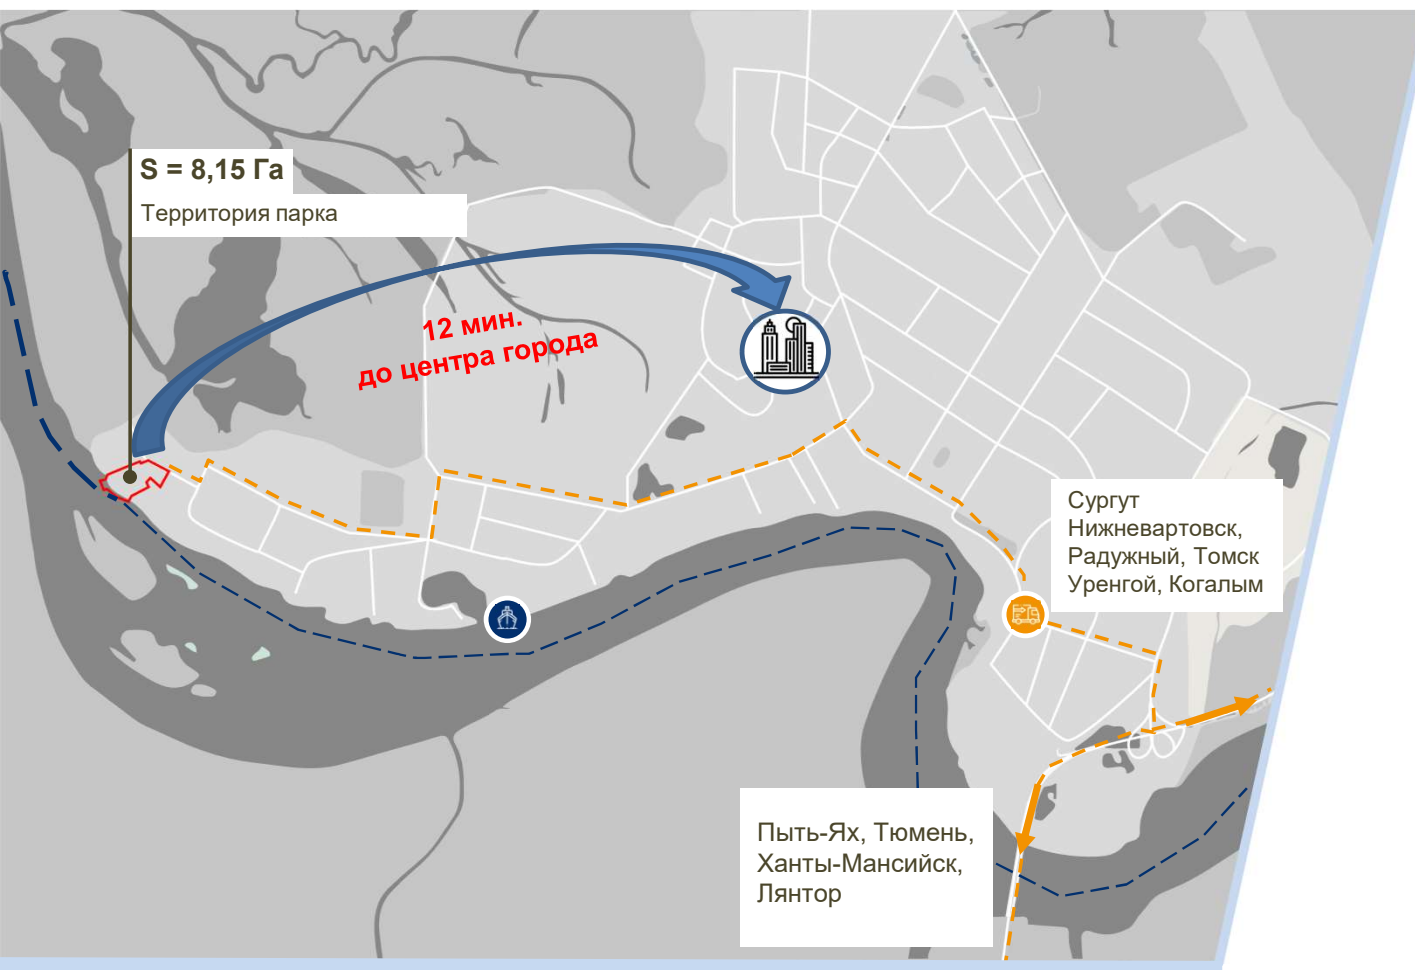 S = 8,15 Га
Территория парка
12 мин.
до центра города
Сургут
Нижневартовск,
Радужный, Томск
Уренгой, Когалым
Пыть-Ях, Тюмень,
Ханты-Мансийск,
Лянтор